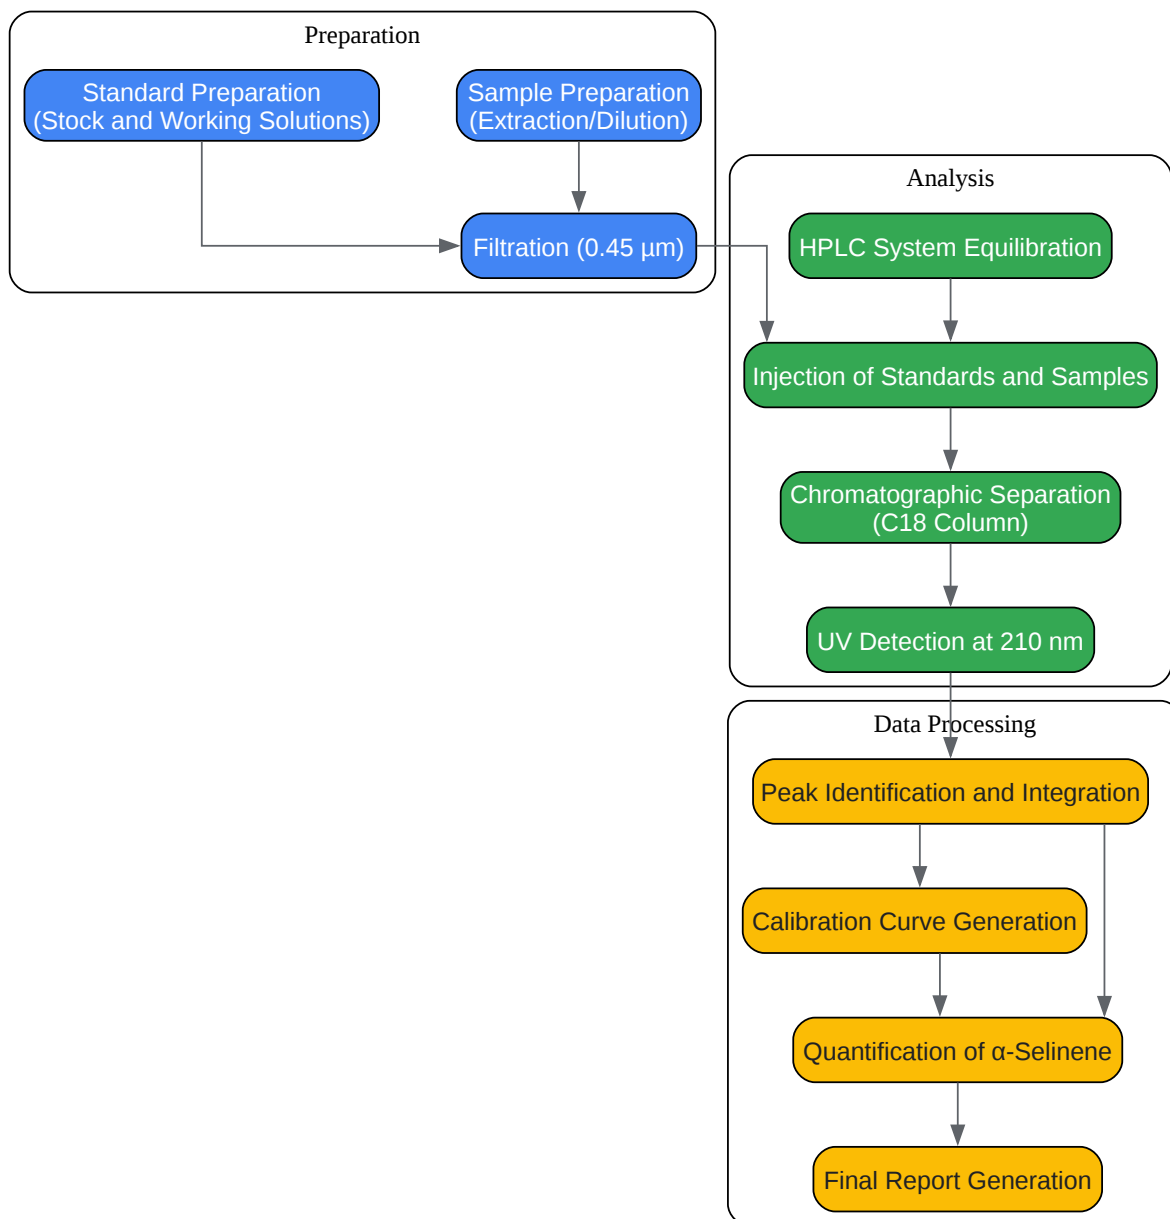 Preparation
Standard Preparation
(Stock and Working Solutions)
Sample Preparation
(Extraction/Dilution)
Filtration (0.45 µm)
Analysis
HPLC System Equilibration
Injection of Standards and Samples
Chromatographic Separation
(C18 Column)
UV Detection at 210 nm
Data Processing
Peak Identification and Integration
Calibration Curve Generation
Quantification of α-Selinene
Final Report Generation